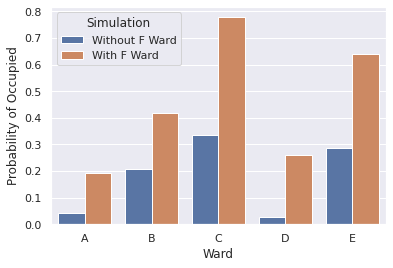 Simulation
Without F Ward
With F Ward
Probability of Occupied
0.8
0.7
0.6
0.5
0.4
0.3
0.2
0.1
0.0
A B C D E
Ward